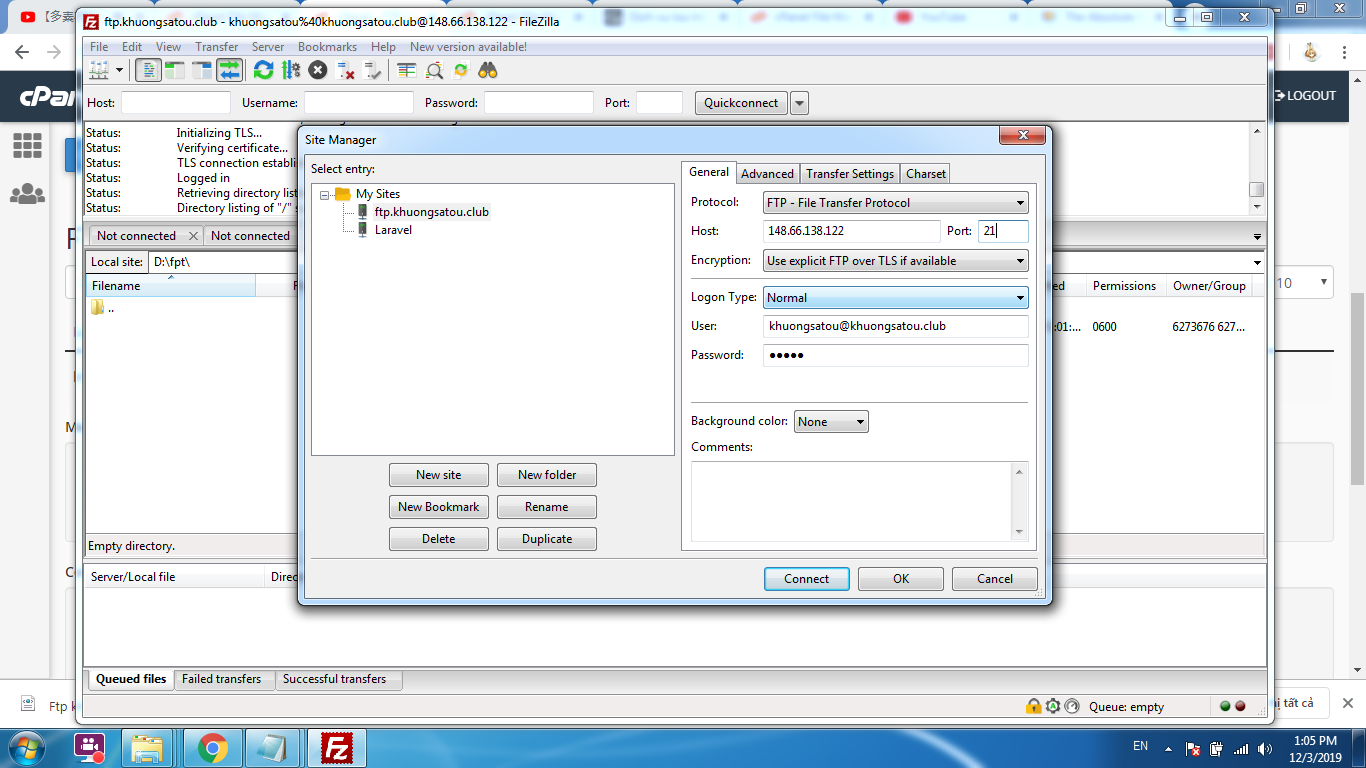 ftp.khuongsatou.club - khuongsatou%40khuongsatou.club@148.66.138.122 - FileZilla
File Edit View Transfer Server Bookmarks Help New version available!
Host: Username: Password: Port: Quickconnect
LOGOUT
Status: Initializing TLS...
Status: Verifying certificate...
Status: TLS connection establi
Status: Logged in
Status: Retrieving directory list
Status: Directory listing of "/" s
Not connected Not connected
Local site: D:\fpt\
Filename
..
Empty directory.
ed Permissions Owner/Group
:01:... 0600 6273676 627...
10
Site Manager
Select entry:
My Sites
ftp.khuongsatou.club
Laravel
New site New folder
New Bookmark Rename
Delete Duplicate
General Advanced Transfer Settings Charset
Protocol: FTP - File Transfer Protocol
Host: 148.66.138.122 Port: 21
Encryption: Use explicit FTP over TLS if available
Logon Type: Normal
User: khuongsatou@khuongsatou.club
Password: ●●●●●
Background color: None
Comments:
Connect OK Cancel
Server/Local file Direc
Queued files Failed transfers Successful transfers
Queue: empty
Ftp k
ị tất cả
EN
1:05 PM
12/3/2019